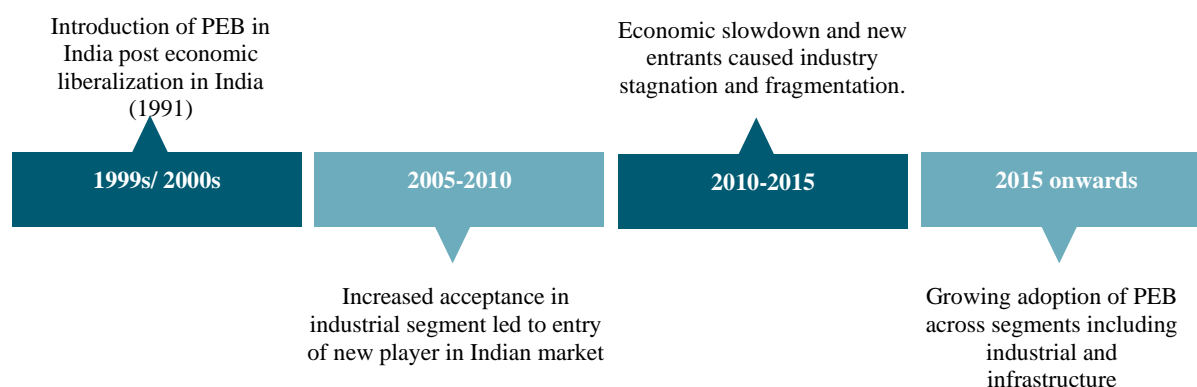 Introduction of PEB in
India post economic
liberalization in India
(1991)
1999s/ 2000s
2005-2010
Increased acceptance in
industrial segment led to entry
of new player in Indian market
Economic slowdown and new
entrants caused industry
stagnation and fragmentation.
2010-2015
2015 onwards
Growing adoption of PEB
across segments including
industrial and
infrastructure